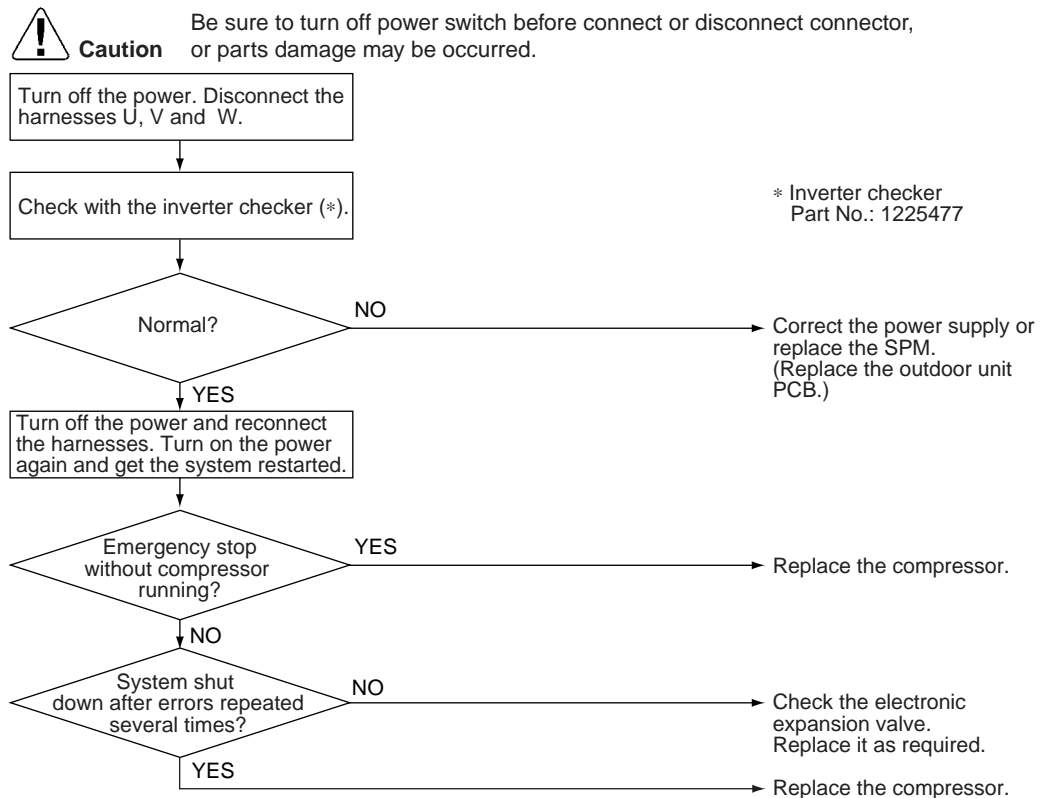 Be sure to turn off power switch before connect or disconnect connector,
Caution or parts damage may be occurred.
Turn off the power. Disconnect the
harnesses U, V and W.
Check with the inverter checker (*).
* Inverter checker
Part No.: 1225477
Normal?
NO
Correct the power supply or
replace the SPM.
(Replace the outdoor unit
PCB.)
YES
Turn off the power and reconnect
the harnesses. Turn on the power
again and get the system restarted.
Emergency stop
without compressor
running?
YES
Replace the compressor.
NO
System shut
down after errors repeated
several times?
NO
Check the electronic
expansion valve.
Replace it as required.
YES
Replace the compressor.